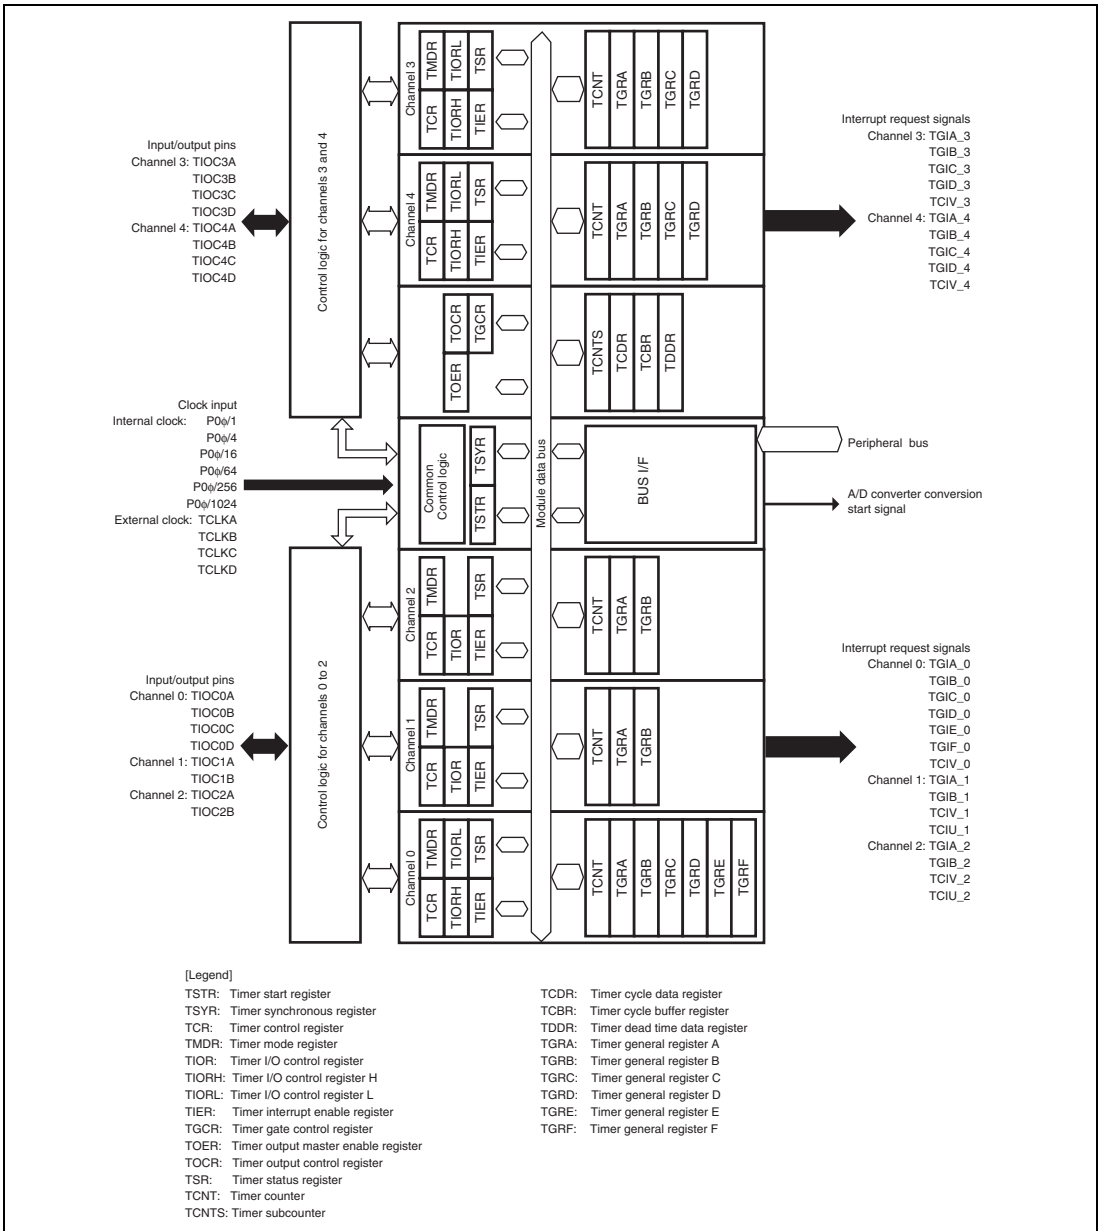 Input/output pins
Channel 3: TIOC3A
TIOC3B
TIOC3C
TIOC3D
Channel 4: TIOC4A
TIOC4B
TIOC4C
TIOC4D
Clock input
Internal clock: P0φ/1
P0φ/4
P0φ/16
P0φ/64
P0φ/256
P0φ/1024
External clock: TCLKA
TCLKB
TCLKC
TCLKD
Input/output pins
Channel 0: TIOC0A
TIOC0B
TIOC0C
TIOC0D
Channel 1: TIOC1A
TIOC1B
Channel 2: TIOC2A
TIOC2B
Control logic for channels 3 and 4
Control logic for channels 0 to 2
Channel 3
TCR
TMDR
TIORH
TIORL
TIER
TSR
TCNT
TGRA
TGRB
TGRC
TGRD
Channel 4
TCR
TMDR
TIORH
TIORL
TIER
TSR
TCNT
TGRA
TGRB
TGRC
TGRD
TOER
TOCR
TGCR
TCNTS
TCDR
TCBR
TDDR
Common
Control logic
TSTR
TSYR
Module data bus
BUS I/F
Channel 2
TCR
TMDR
TIOR
TIER
TSR
TCNT
TGRA
TGRB
Channel 1
TCR
TMDR
TIOR
TIER
TSR
TCNT
TGRA
TGRB
Channel 0
TCR
TMDR
TIORH
TIORL
TIER
TSR
TCNT
TGRA
TGRB
TGRC
TGRD
TGRE
TGRF
Interrupt request signals
Channel 3: TGIA_3
TGIB_3
TGIC_3
TGID_3
TCIV_3
Channel 4: TGIA_4
TGIB_4
TGIC_4
TGID_4
TCIV_4
Peripheral bus
A/D converter conversion
start signal
Interrupt request signals
Channel 0: TGIA_0
TGIB_0
TGIC_0
TGID_0
TGIE_0
TGIF_0
TCIV_0
Channel 1: TGIA_1
TGIB_1
TCIV_1
TCIU_1
Channel 2: TGIA_2
TGIB_2
TCIV_2
TCIU_2
[Legend]
TSTR: Timer start register
TSYR: Timer synchronous register
TCR: Timer control register
TMDR: Timer mode register
TIOR: Timer I/O control register
TIORH: Timer I/O control register H
TIORL: Timer I/O control register L
TIER: Timer interrupt enable register
TGCR: Timer gate control register
TOER: Timer output master enable register
TOCR: Timer output control register
TSR: Timer status register
TCNT: Timer counter
TCNTS: Timer subcounter
TCDR: Timer cycle data register
TCBR: Timer cycle buffer register
TDDR: Timer dead time data register
TGRA: Timer general register A
TGRB: Timer general register B
TGRC: Timer general register C
TGRD: Timer general register D
TGRE: Timer general register E
TGRF: Timer general register F